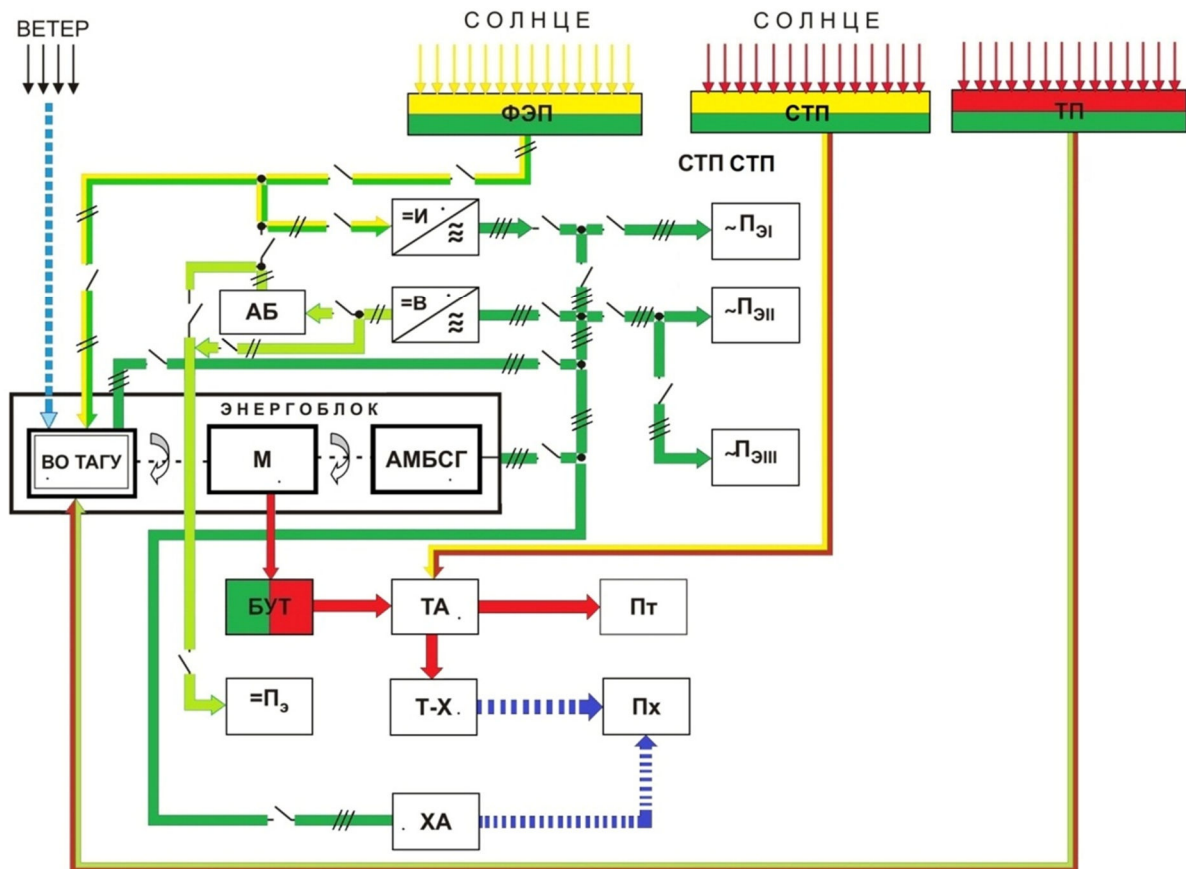 ВЕТЕР
СОЛНЦЕ
СОЛНЦЕ
ФЭП
СТП
ТП
СТП СТП
=И
≋
~ПЭI
АБ
=В
≋
~ПЭII
ЭНЕРГОБЛОК
ВО ТАГУ
М
АМБСГ
~ПЭIII
БУТ
ТА
Пт
=Пэ
Т-Х
Пх
ХА